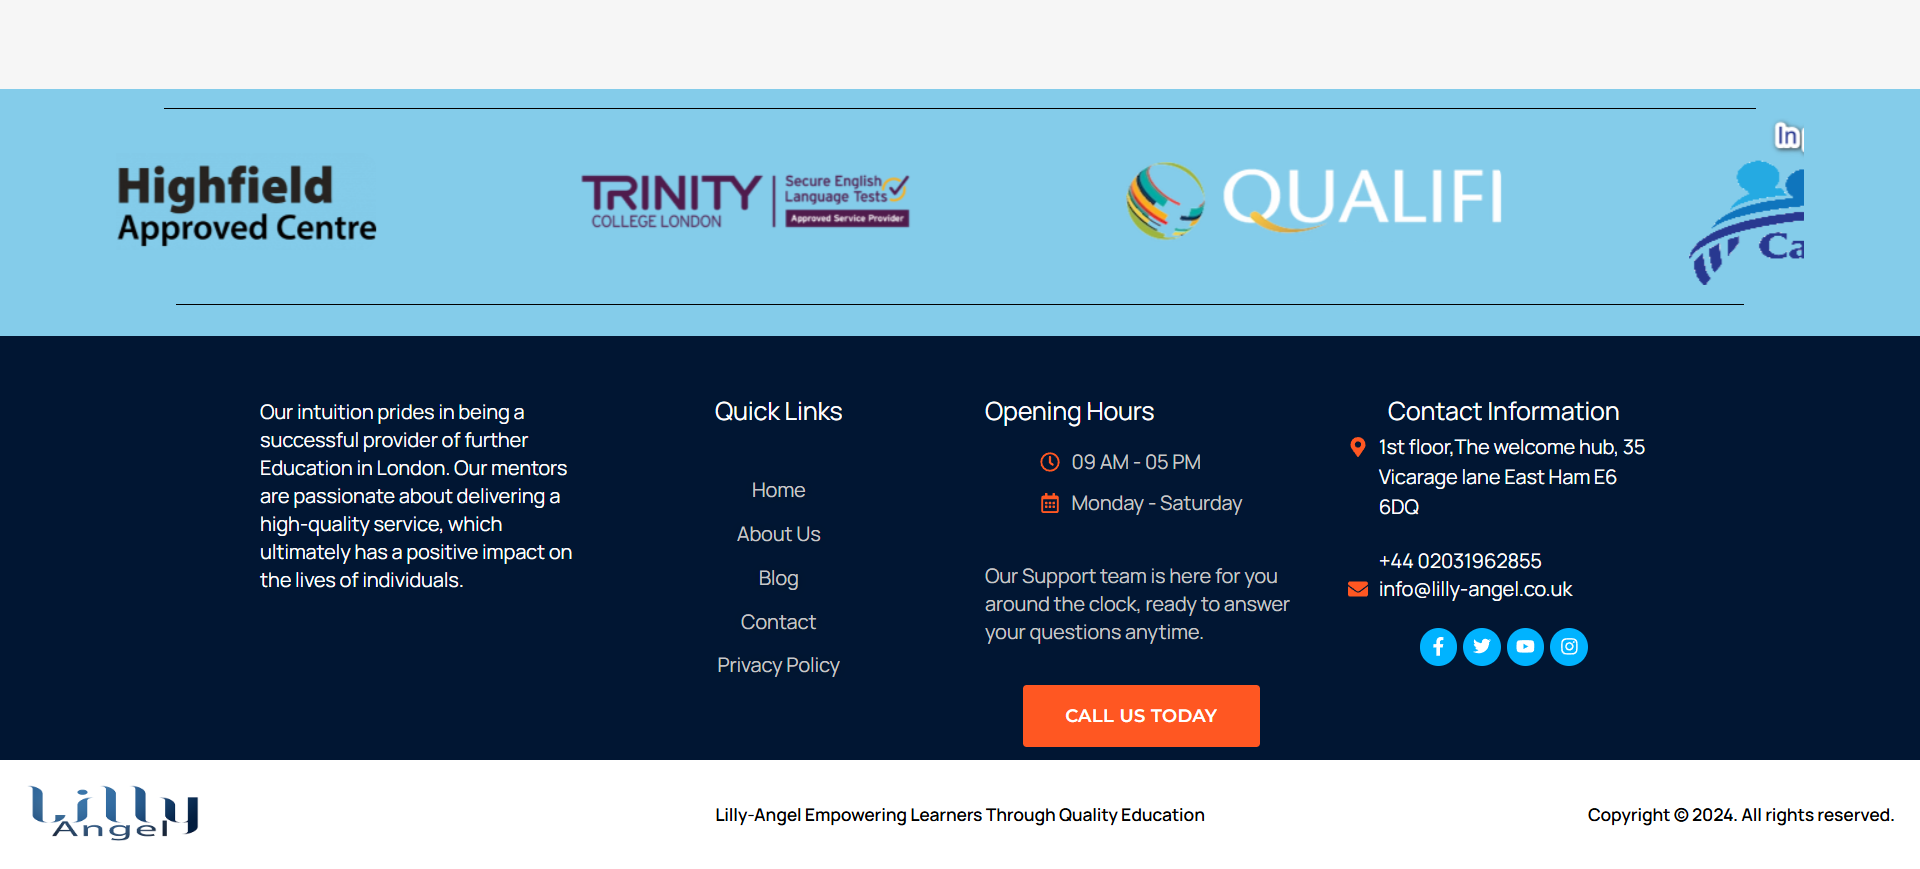 Highfield
Approved Centre
TRINITY
COLLEGE LONDON
Secure English
Language Tests
Approved Service Provider
QUALIFI
In
Ca
Our intuition prides in being a
successful provider of further
Education in London. Our mentors
are passionate about delivering a
high-quality service, which
ultimately has a positive impact on
the lives of individuals.
Quick Links
Home
About Us
Blog
Contact
Privacy Policy
Opening Hours
09 AM - 05 PM
Monday - Saturday
Our Support team is here for you
around the clock, ready to answer
your questions anytime.
CALL US TODAY
Contact Information
1st floor,The welcome hub, 35
Vicarage lane East Ham E6
6DQ
+44 02031962855
info@lilly-angel.co.uk
Lilly
Angel
Lilly-Angel Empowering Learners Through Quality Education
Copyright © 2024. All rights reserved.